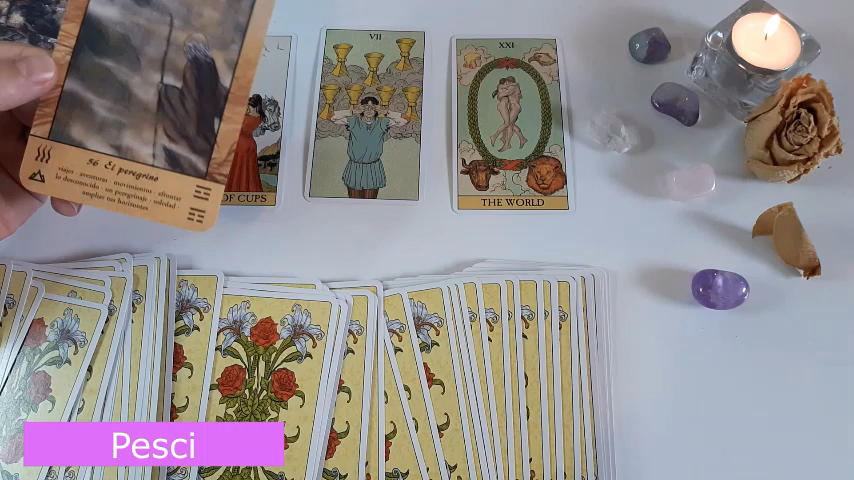 VII
XXI
56 El peregrino
viajes · aventuras · movimientos · afrontar
lo desconocido · un peregrinaje · soledad ·
ampliar tus horizontes
OF CUPS
THE WORLD
Pesci